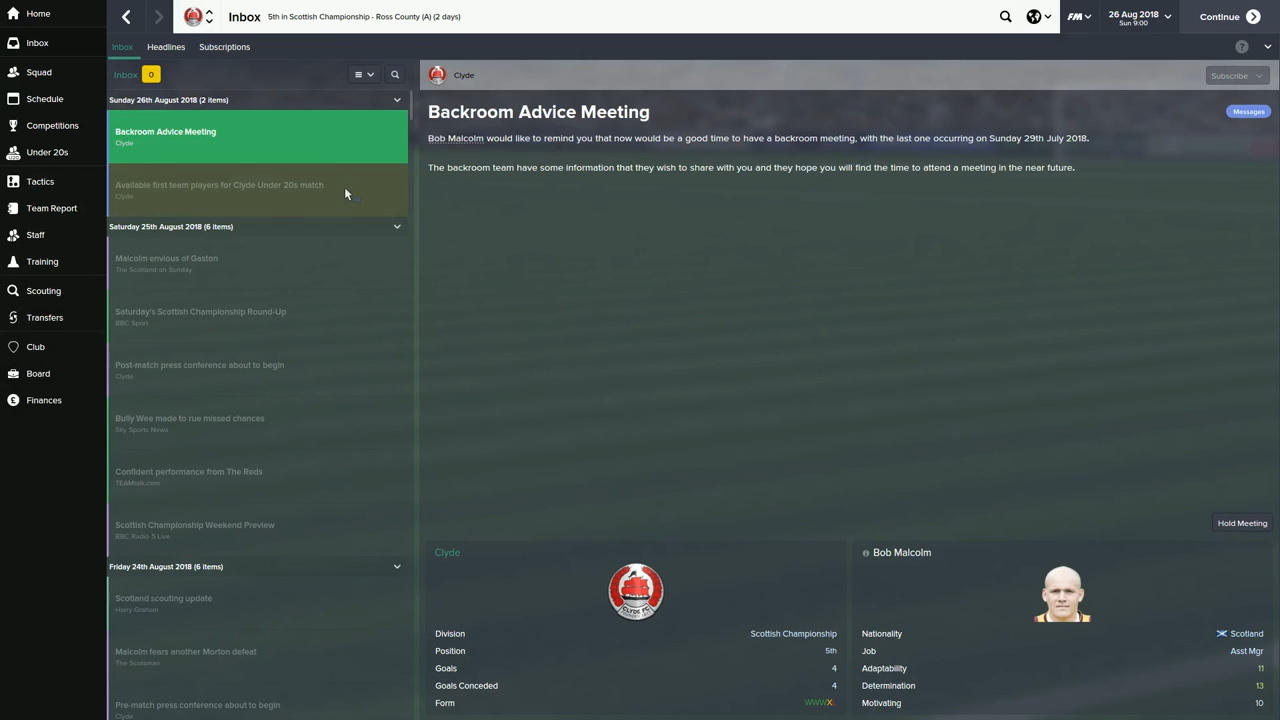 Home
Inbox
Squad
Schedule
Competitions
Under 20s
Tactics
Team Report
Staff
Training
Scouting
Transfers
Club
Board
Finances
Inbox
5th in Scottish Championship - Ross County (A) (2 days)
FM
26 Aug 2018
Sun 9:00
Continue
Inbox
Headlines
Subscriptions
?
Inbox
0
Sunday 26th August 2018 (2 items)
Backroom Advice Meeting
Clyde
Available first team players for Clyde Under 20s match
Clyde
Saturday 25th August 2018 (6 items)
Malcolm envious of Gaston
The Scotland on Sunday
Saturday's Scottish Championship Round-Up
BBC Sport
Post-match press conference about to begin
Clyde
Bully Wee made to rue missed chances
Sky Sports News
Confident performance from The Reds
TEAMtalk.com
Scottish Championship Weekend Preview
BBC Radio 5 Live
Friday 24th August 2018 (6 items)
Scotland scouting update
Harry Graham
Malcolm fears another Morton defeat
The Scotsman
Pre-match press conference about to begin
Clyde
Clyde
Subscribe
Backroom Advice Meeting
Messages
Bob Malcolm would like to remind you that now would be a good time to have a backroom meeting, with the last one occurring on Sunday 29th July 2018.
The backroom team have some information that they wish to share with you and they hope you will find the time to attend a meeting in the near future.
Hold Meeting
Clyde
CLYDE FC
Division Scottish Championship
Position 5th
Goals 4
Goals Conceded 4
Form WWWX
Bob Malcolm
Nationality Scotland
Job Asst Mgr
Adaptability 11
Determination 13
Motivating 10